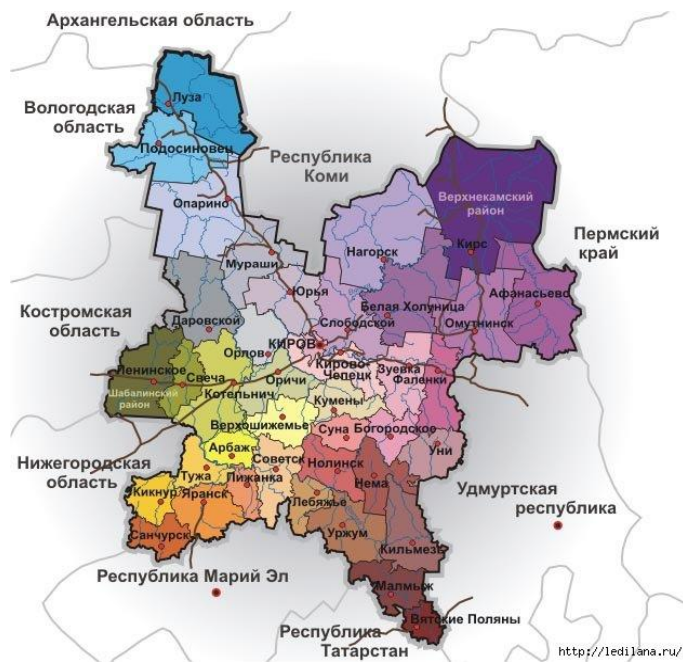 Архангельская область
Луза
Вологодская
область
Подосиновец
Республика
Коми
Опарино
Верхнекамский
район
Пермский
край
Мураши
Нагорск
Кирс
Юрья
Афанасьево
Костромская
область
Даровской
Слободской
Белая Холуница
Омутнинск
КИРОВ
Орлов
Кирово-
Чепецк
Зуевка
Фаленки
Ленинское
Свеча
Оричи
Шабалинский
район
Котельнич
Кумены
Верхошижемье
Суна
Богородское
Арбаж
Уни
Нижегородская
область
Советск
Нолинск
Тужа
Пижанка
Нема
Удмуртская
республика
Кикнур
Яранск
Лебяжье
Уржум
Санчурск
Кильмезь
Республика Марий Эл
Малмыж
Вятские Поляны
Республика
Татарстан
http://ledilana.ru/